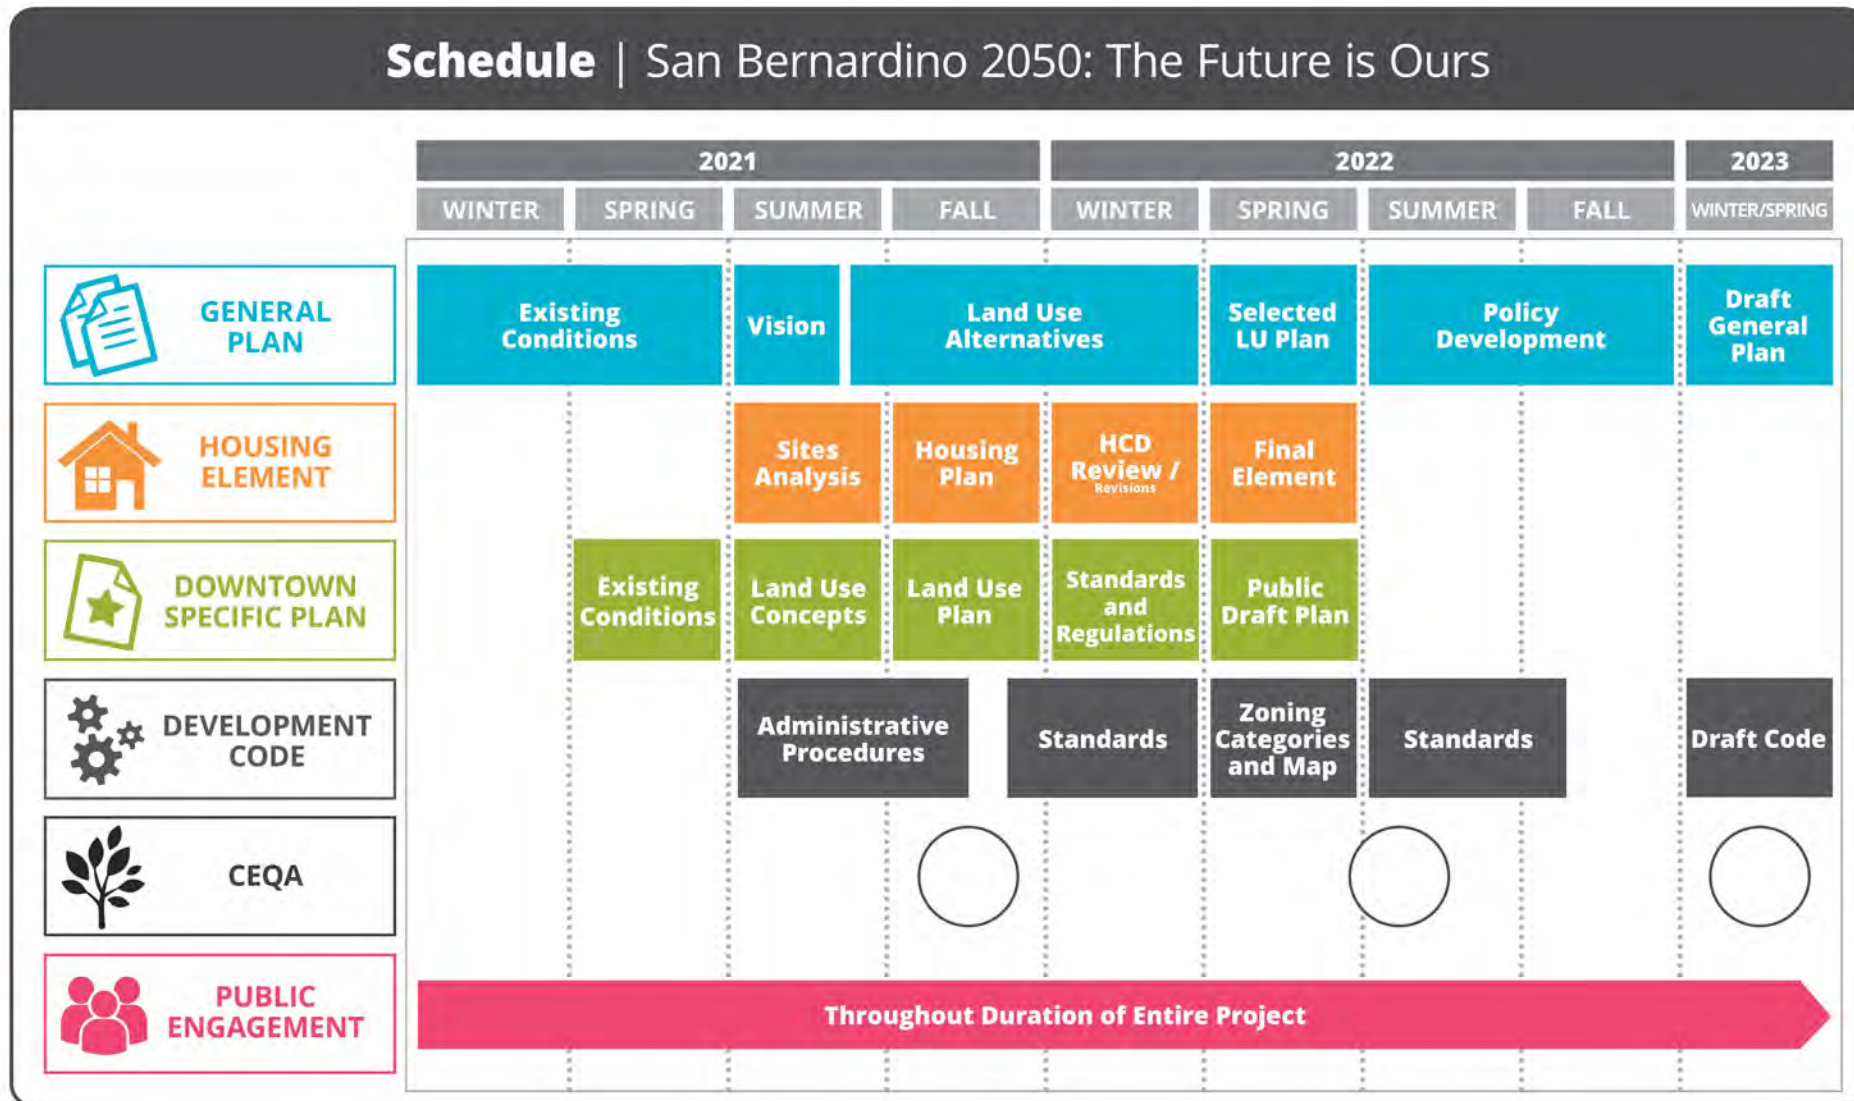 Schedule | San Bernardino 2050: The Future is Ours
2021
2022
2023
WINTER
SPRING
SUMMER
FALL
WINTER
SPRING
SUMMER
FALL
WINTER/SPRING
GENERAL
PLAN
Existing
Conditions
Vision
Land Use
Alternatives
Selected
LU Plan
Policy
Development
Draft
General
Plan
HOUSING
ELEMENT
Sites
Analysis
Housing
Plan
HCD
Review /
Revisions
Final
Element
DOWNTOWN
SPECIFIC PLAN
Existing
Conditions
Land Use
Concepts
Land Use
Plan
Standards
and
Regulations
Public
Draft Plan
DEVELOPMENT
CODE
Administrative
Procedures
Standards
Zoning
Categories
and Map
Standards
Draft Code
CEQA
PUBLIC
ENGAGEMENT
Throughout Duration of Entire Project